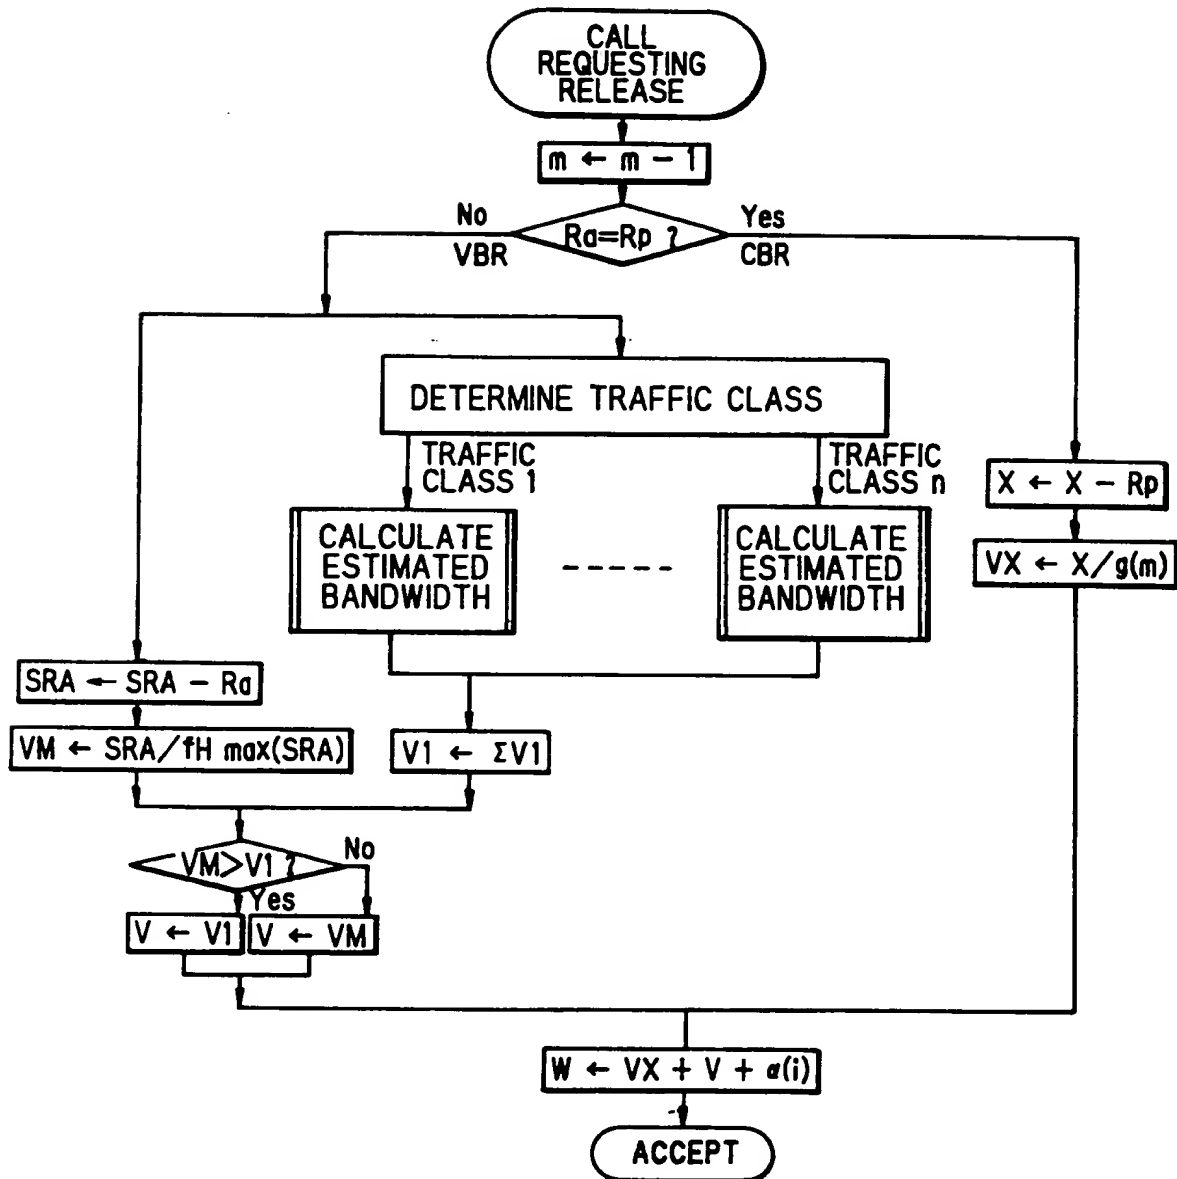 CALL
REQUESTING
RELEASE
m ← m − 1
Ra=Rp ?
No
VBR
Yes
CBR
DETERMINE TRAFFIC CLASS
TRAFFIC
CLASS 1
TRAFFIC
CLASS n
CALCULATE
ESTIMATED
BANDWIDTH
-----
CALCULATE
ESTIMATED
BANDWIDTH
X ← X − Rp
VX ← X/g(m)
SRA ← SRA − Ra
VM ← SRA/fH max(SRA)
V1 ← ΣV1
VM>V1 ?
No
Yes
V ← V1
V ← VM
W ← VX + V + α(i)
ACCEPT